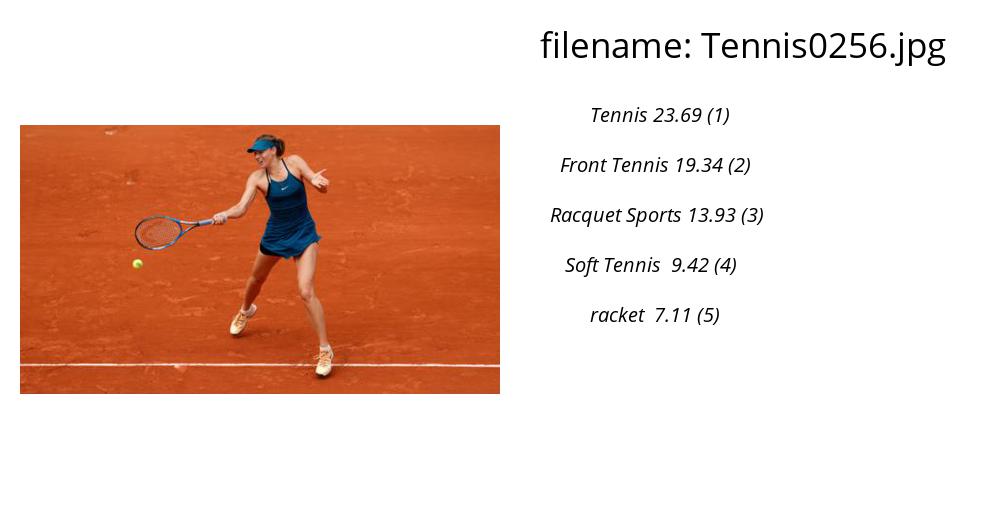 filename: Tennis0256.jpg
Tennis 23.69 (1)
Front Tennis 19.34 (2)
Racquet Sports 13.93 (3)
Soft Tennis  9.42 (4)
racket  7.11 (5)